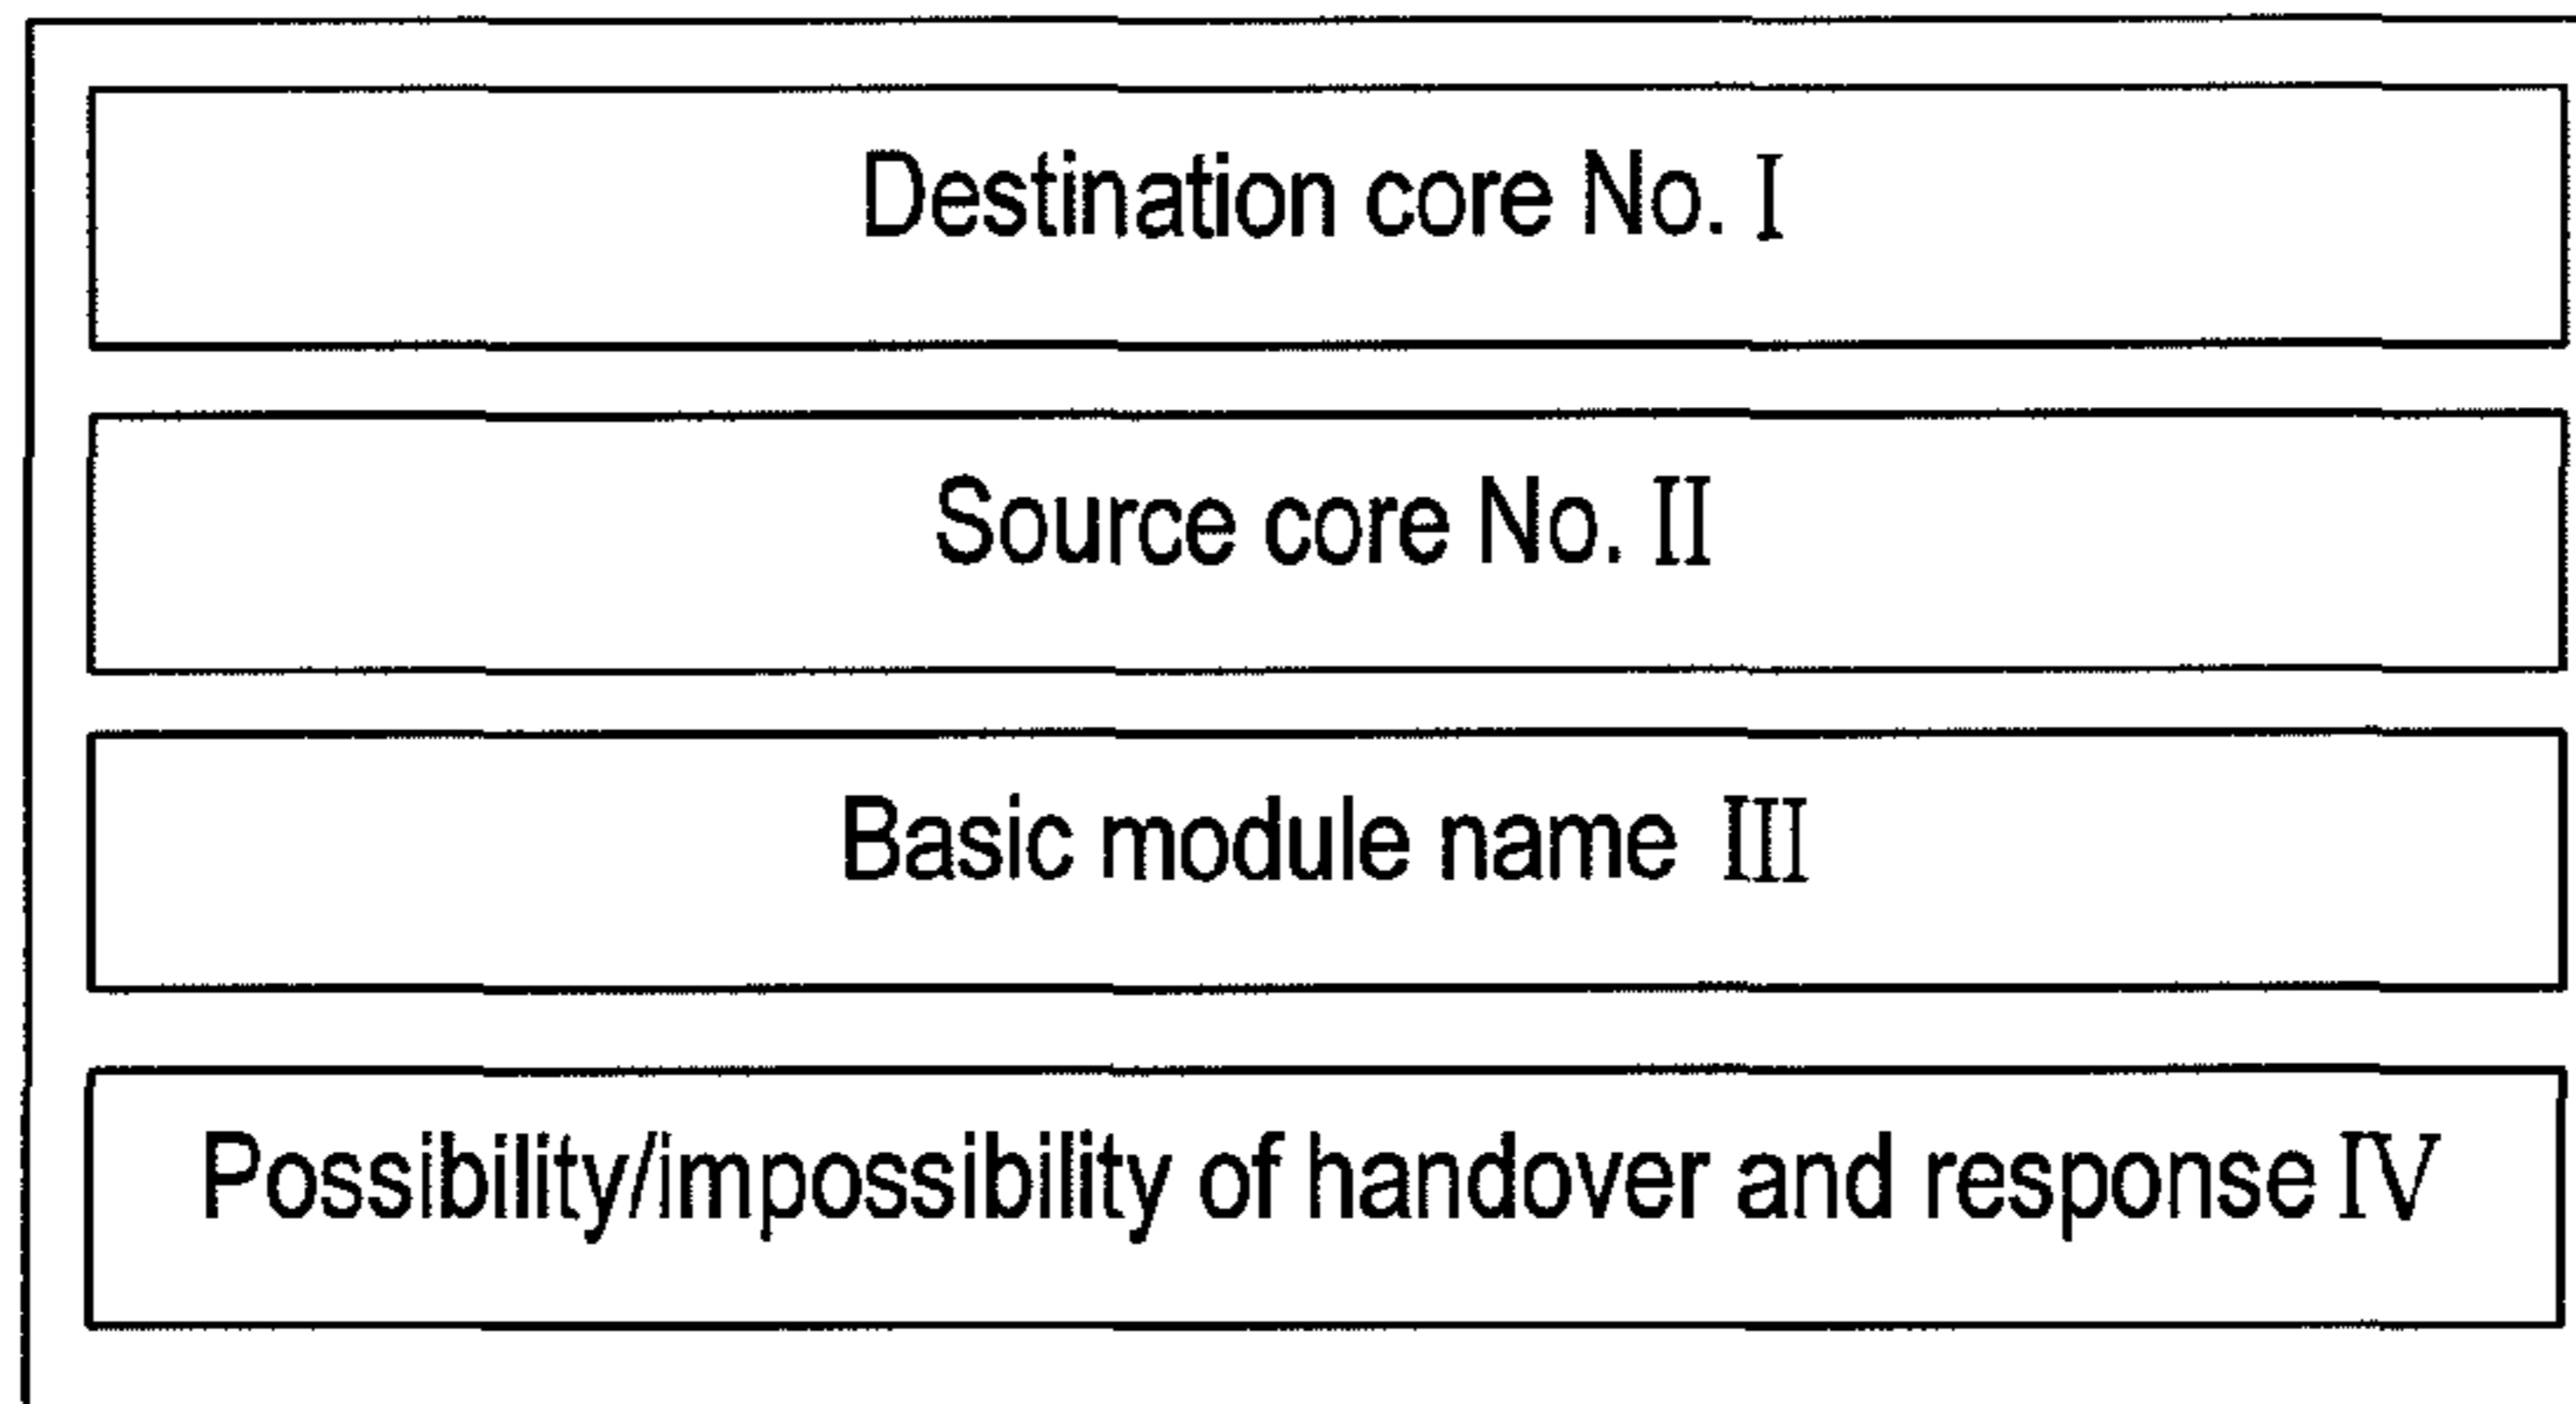 Destination core No. I
Source core No. II
Basic module name III
Possibility/impossibility of handover and response IV